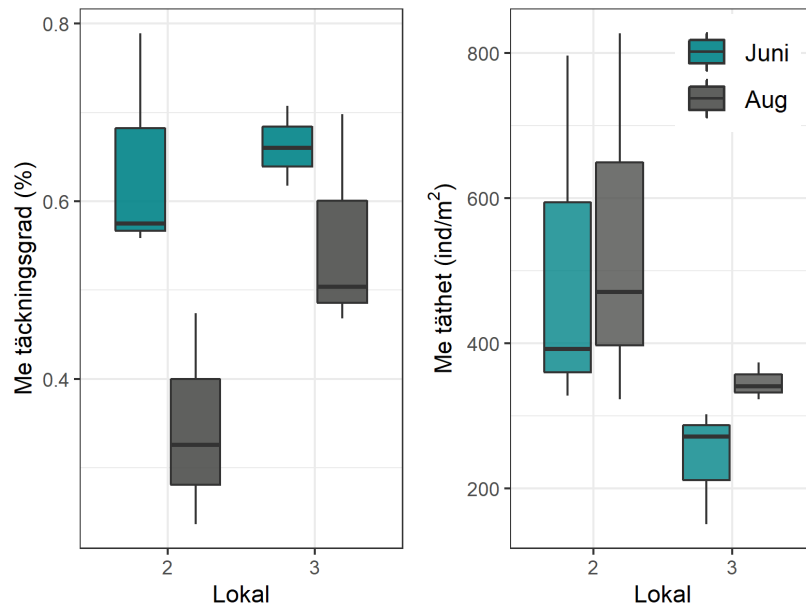 Me täckningsgrad (%)
0.8
0.6
0.4
2
3
Lokal
Me täthet (ind/m²)
800
600
400
200
2
3
Lokal
Juni
Aug